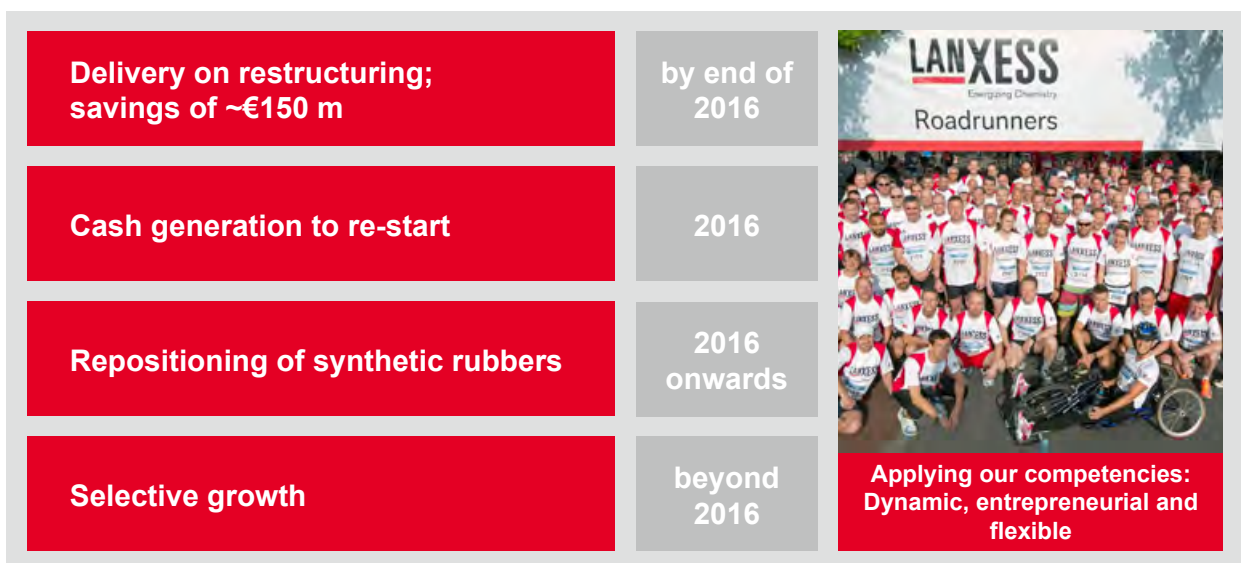 Delivery on restructuring;
savings of ~€150 m
by end of
2016
Cash generation to re-start
2016
Repositioning of synthetic rubbers
2016
onwards
Selective growth
beyond
2016
LANXESS
Energizing Chemistry
Roadrunners
Applying our competencies:
Dynamic, entrepreneurial and
flexible